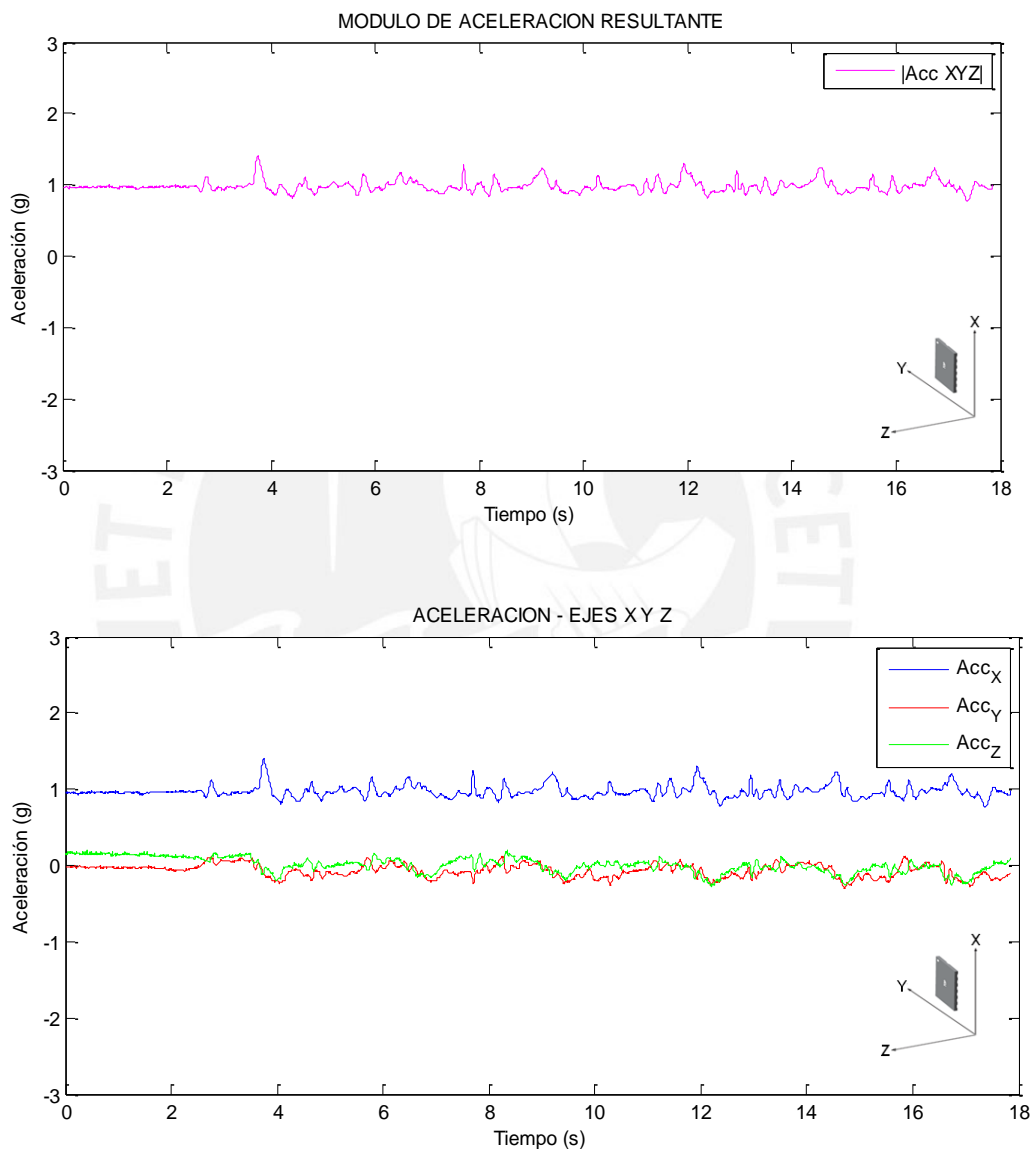 MODULO DE ACELERACION RESULTANTE
3
2
1
0
-1
-2
-3
Aceleración (g)
|Acc XYZ|
X
Y
Z
0 2 4 6 8 10 12 14 16 18
Tiempo (s)
ACELERACION - EJES X Y Z
3
2
1
0
-1
-2
-3
Aceleración (g)
Acc_X
Acc_Y
Acc_Z
X
Y
Z
0 2 4 6 8 10 12 14 16 18
Tiempo (s)